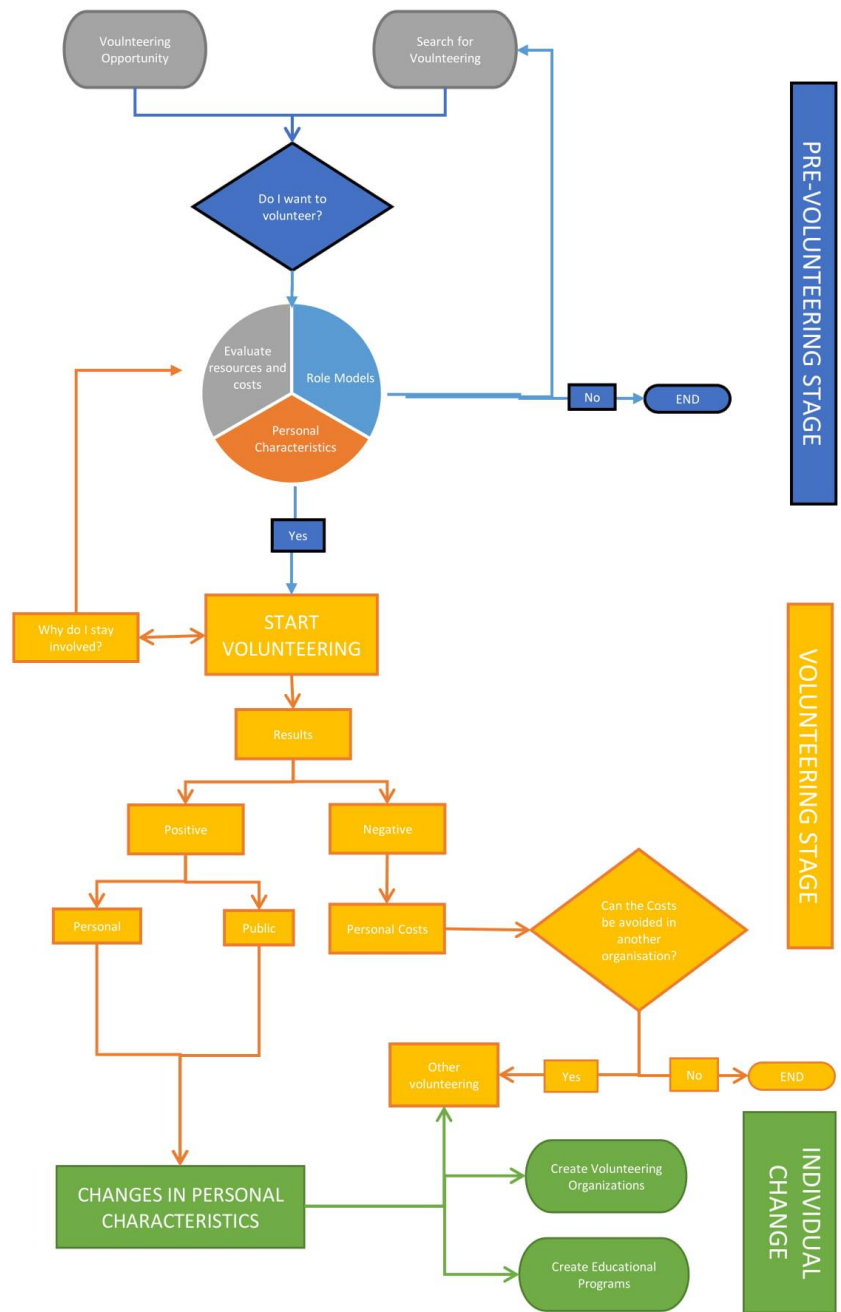 Voulnteering
Opportunity
Search for
Voulnteering
Do I want to
volunteer?
PRE-VOLUNTEERING STAGE
Evaluate
resources and
costs
Role Models
Personal
Characteristics
No
END
Yes
START
VOLUNTEERING
Why do I stay
involved?
VOLUNTEERING STAGE
Results
Positive
Negative
Personal
Public
Personal Costs
Can the Costs
be avoided in
another
organisation?
Other
volunteering
Yes
No
END
CHANGES IN PERSONAL
CHARACTERISTICS
Create Volunteering
Organizations
Create Educational
Programs
INDIVIDUAL
CHANGE